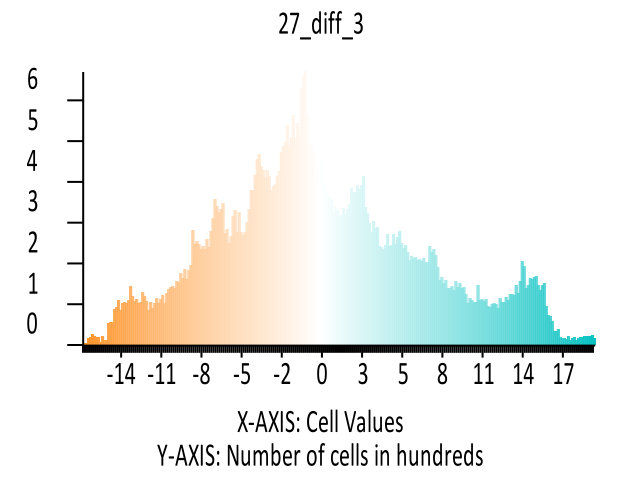 27_diff_3
6
5
4
3
2
1
0
-14 -11 -8 -5 -2 0 3 5 8 11 14 17
X-AXIS: Cell Values
Y-AXIS: Number of cells in hundreds